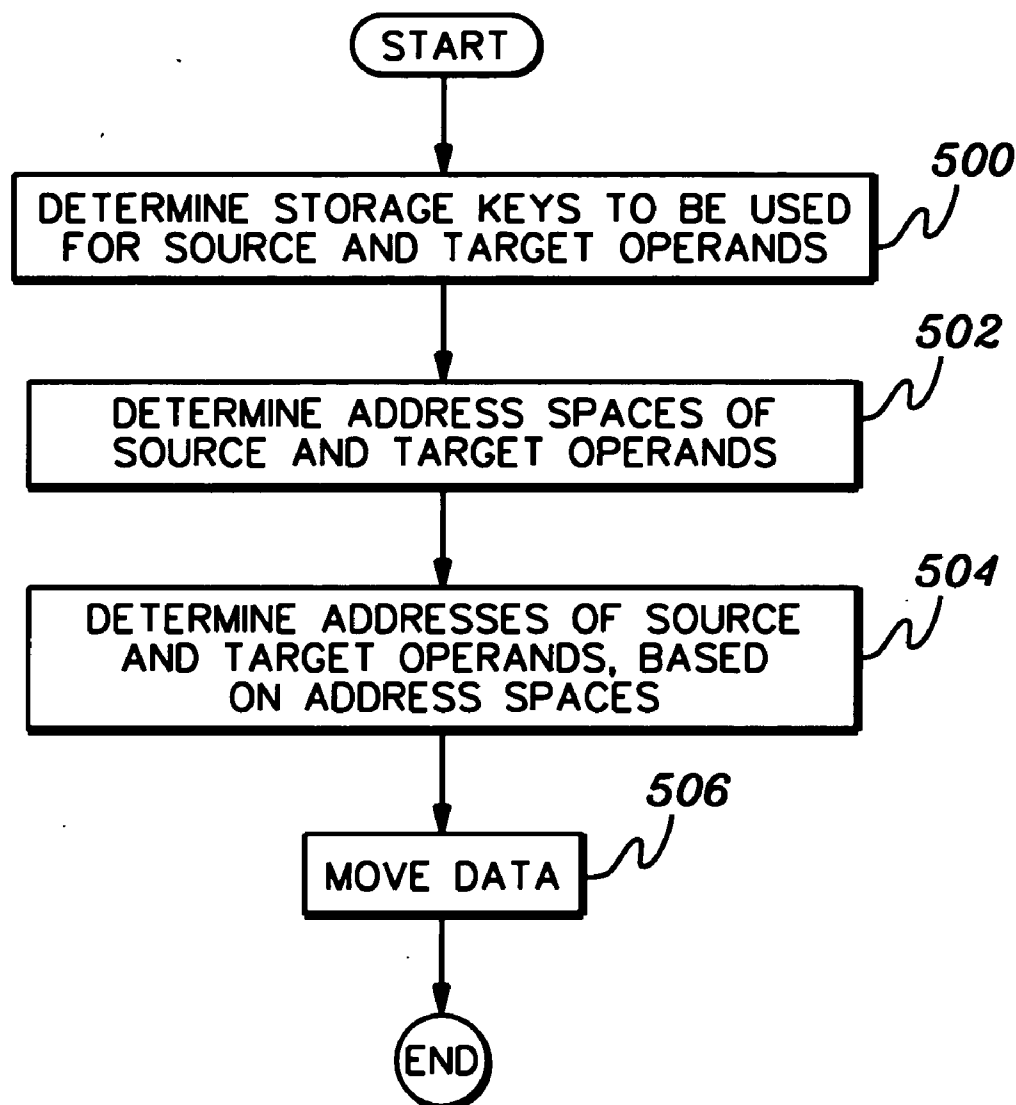 START
500
DETERMINE STORAGE KEYS TO BE USED
FOR SOURCE AND TARGET OPERANDS
502
DETERMINE ADDRESS SPACES OF
SOURCE AND TARGET OPERANDS
504
DETERMINE ADDRESSES OF SOURCE
AND TARGET OPERANDS, BASED
ON ADDRESS SPACES
506
MOVE DATA
END